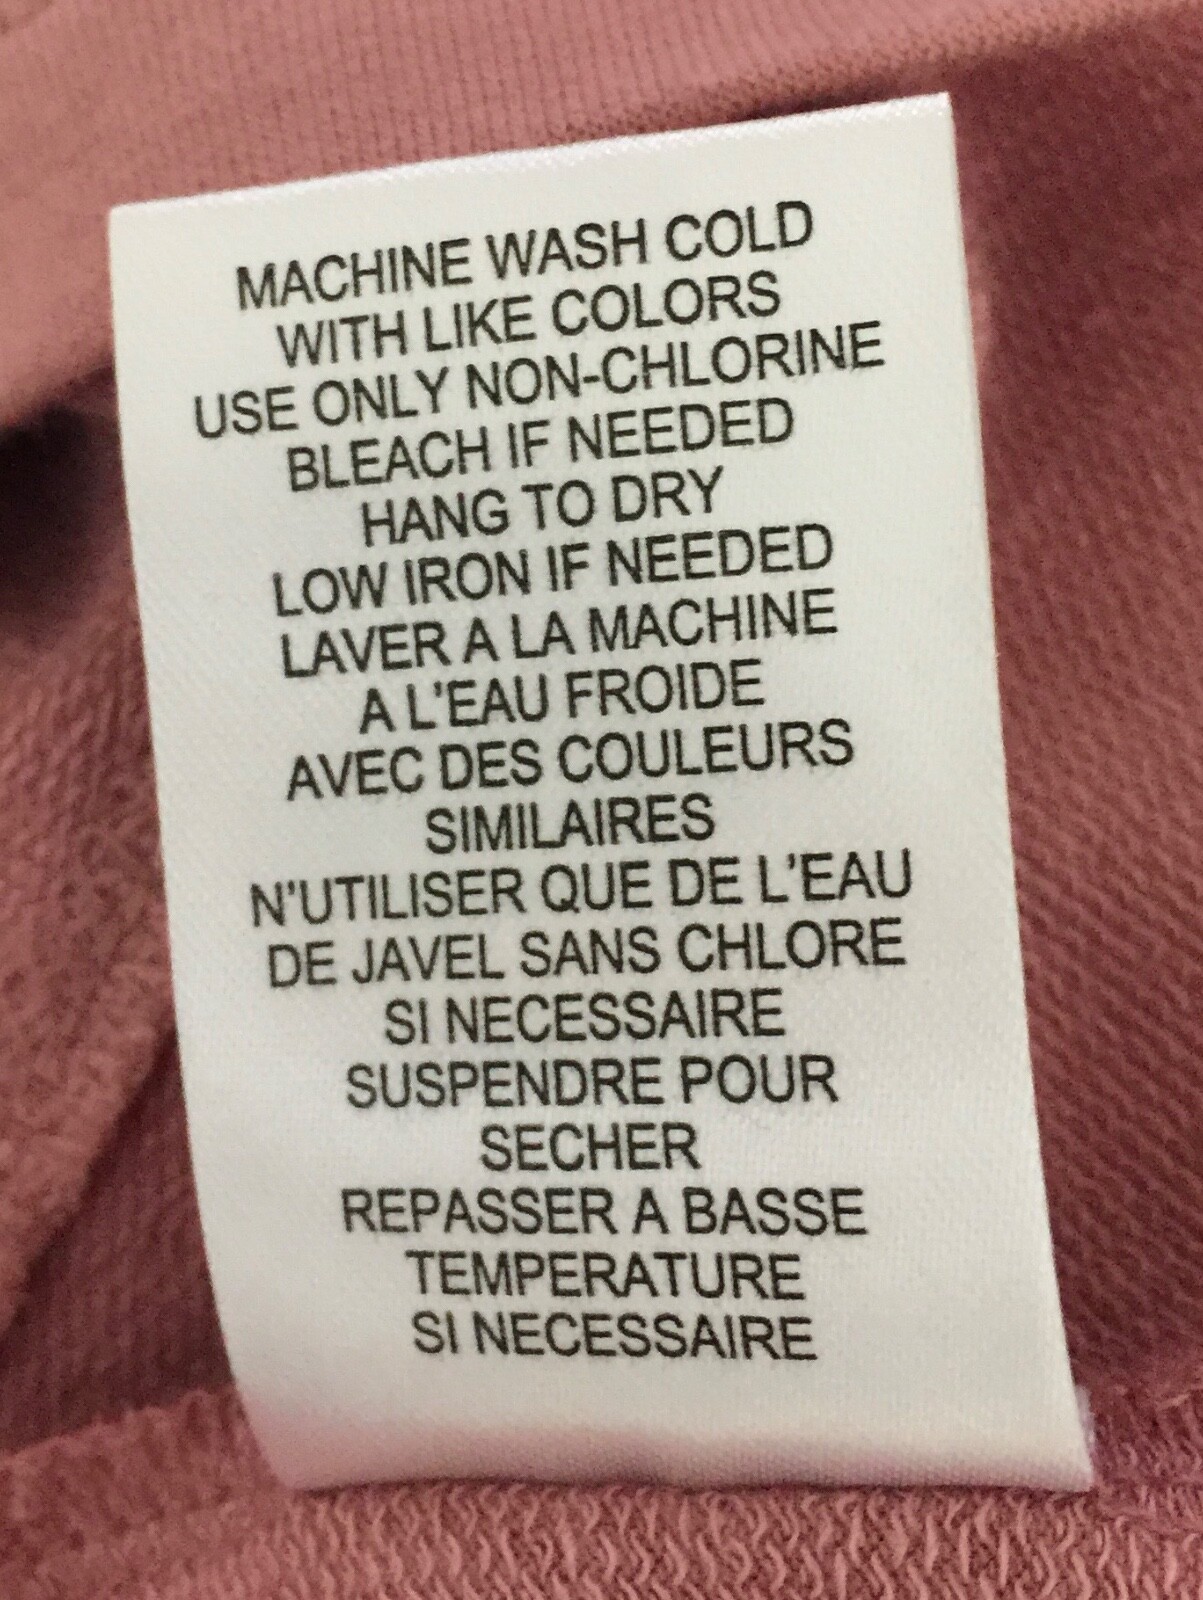 MACHINE WASH COLD
WITH LIKE COLORS
USE ONLY NON-CHLORINE
BLEACH IF NEEDED
HANG TO DRY
LOW IRON IF NEEDED
LAVER A LA MACHINE
A L'EAU FROIDE
AVEC DES COULEURS
SIMILAIRES
N'UTILISER QUE DE L'EAU
DE JAVEL SANS CHLORE
SI NECESSAIRE
SUSPENDRE POUR
SECHER
REPASSER A BASSE
TEMPERATURE
SI NECESSAIRE